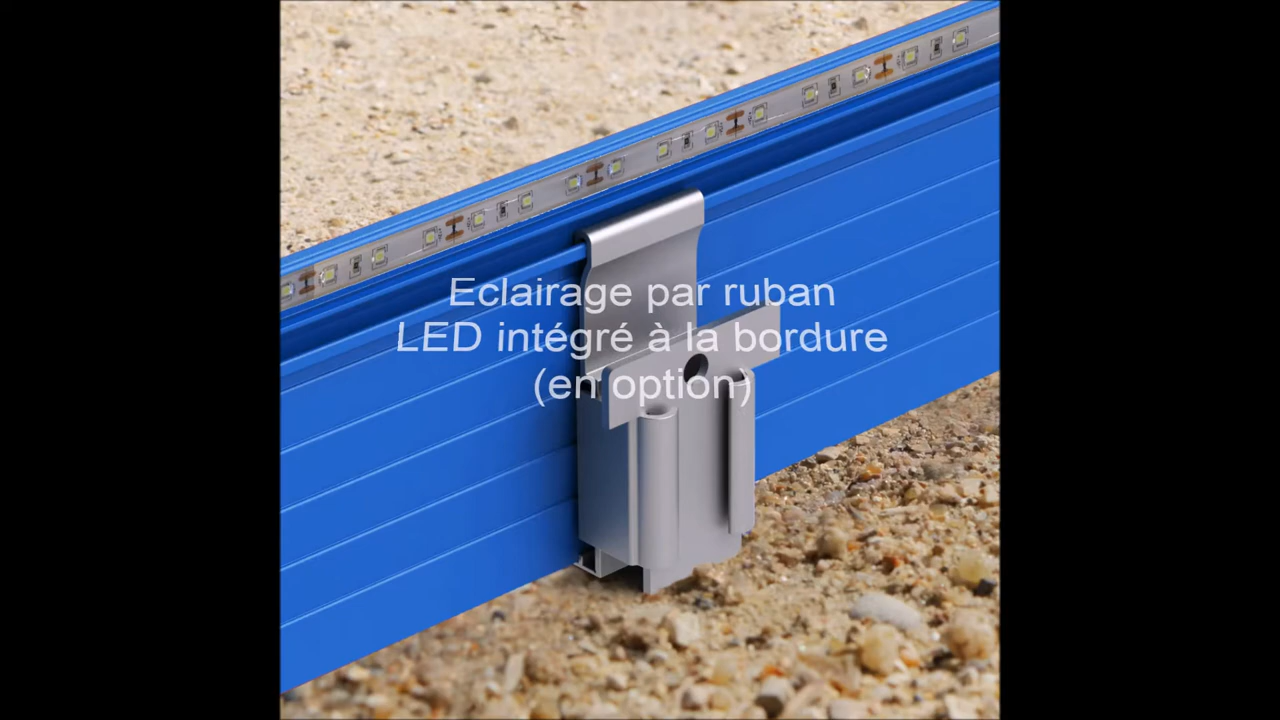 Eclairage par ruban
LED intégré à la bordure
(en option)